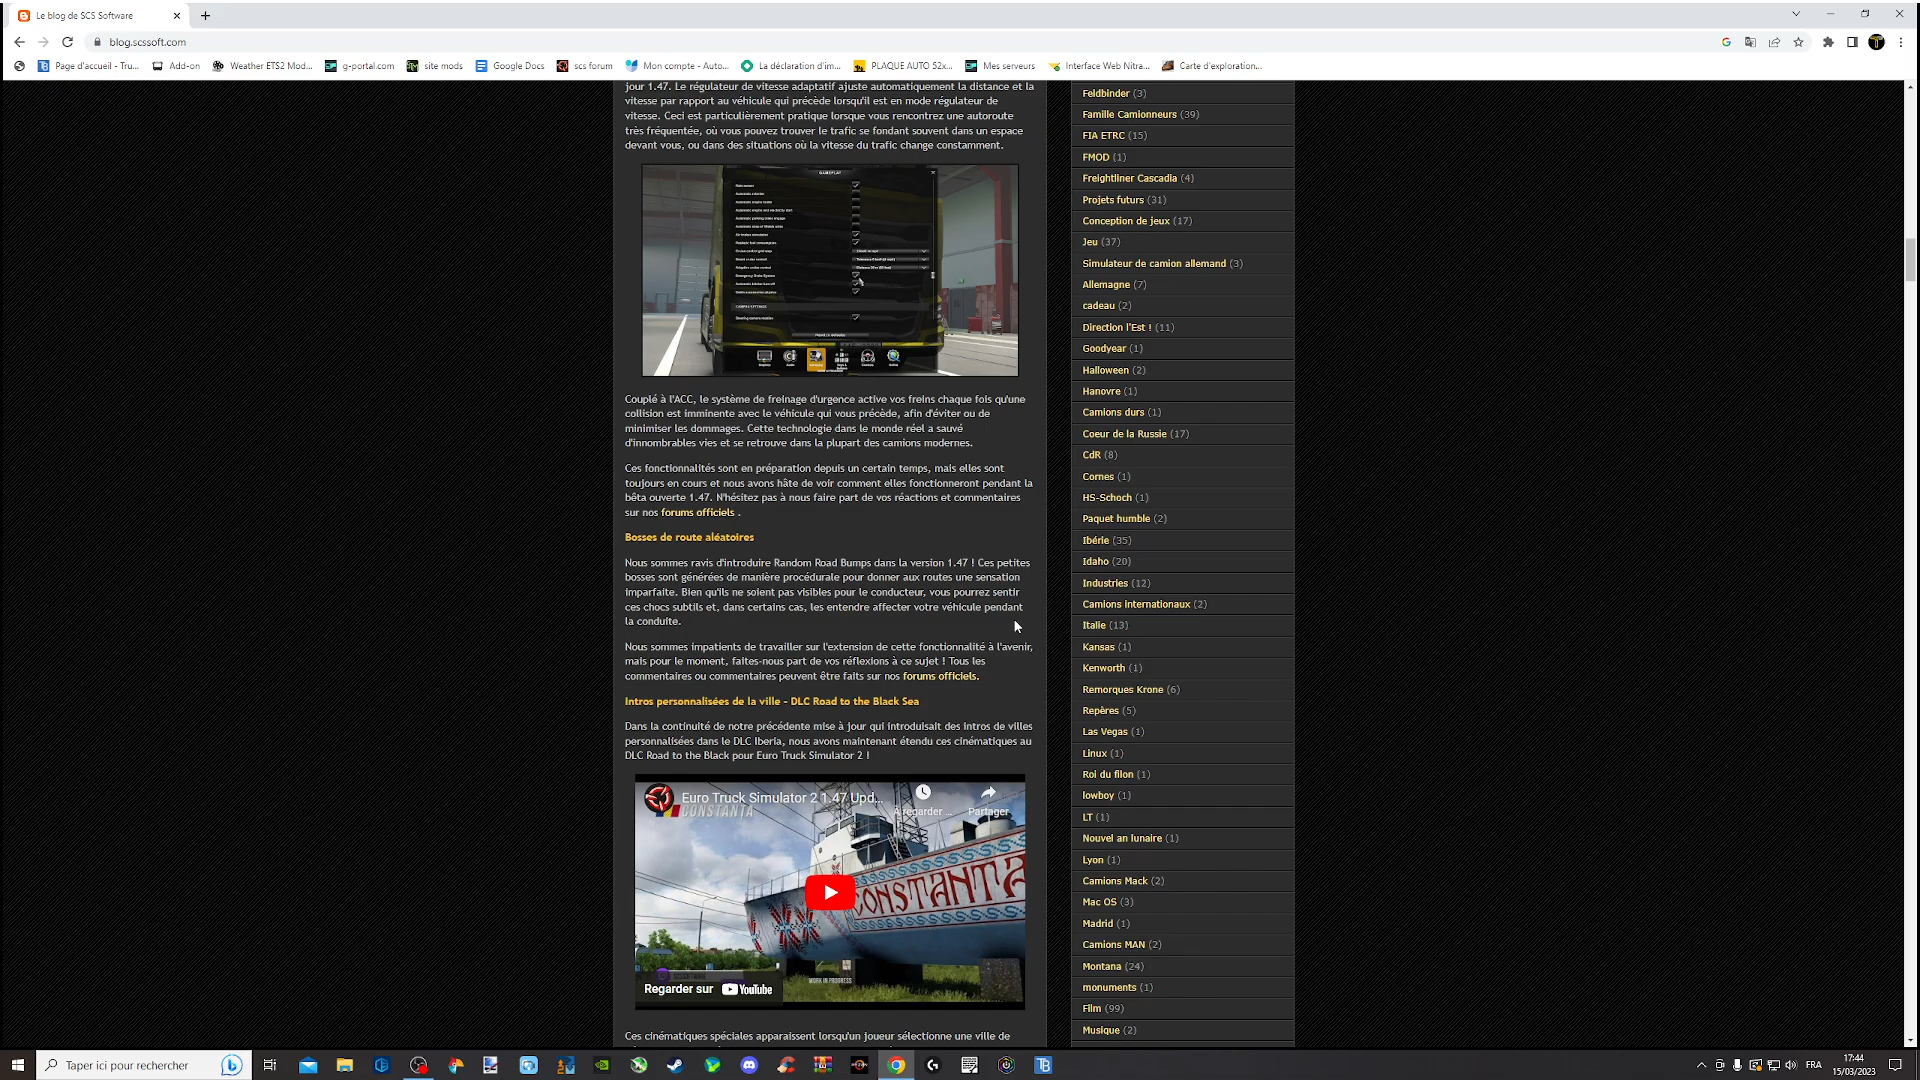 Le blog de SCS Software
blog.scssoft.com
Page d'accueil - Tru...
Add-on
Weather ETS2 Mod...
g-portal.com
site mods
Google Docs
scs forum
Mon compte - Auto...
La déclaration d'im...
PLAQUE AUTO 52x...
Mes serveurs
Interface Web Nitra...
Carte d'exploration...
jour 1.47. Le régulateur de vitesse adaptatif ajuste automatiquement la distance et la
vitesse par rapport au véhicule qui précède lorsqu'il est en mode régulateur de
vitesse. Ceci est particulièrement pratique lorsque vous rencontrez une autoroute
très fréquentée, où vous pouvez trouver le trafic se fondant souvent dans un espace
devant vous, ou dans des situations où la vitesse du trafic change constamment.
GAMEPLAY
Couplé à l'ACC, le système de freinage d'urgence active vos freins chaque fois qu'une
collision est imminente avec le véhicule qui vous précède, afin d'éviter ou de
minimiser les dommages. Cette technologie dans le monde réel a sauvé
d'innombrables vies et se retrouve dans la plupart des camions modernes.
Ces fonctionnalités sont en préparation depuis un certain temps, mais elles sont
toujours en cours et nous avons hâte de voir comment elles fonctionneront pendant la
bêta ouverte 1.47. N'hésitez pas à nous faire part de vos réactions et commentaires
sur nos forums officiels .
Bosses de route aléatoires
Nous sommes ravis d'introduire Random Road Bumps dans la version 1.47 ! Ces petites
bosses sont générées de manière procédurale pour donner aux routes une sensation
imparfaite. Bien qu'ils ne soient pas visibles pour le conducteur, vous pourrez sentir
ces chocs subtils et, dans certains cas, les entendre affecter votre véhicule pendant
la conduite.
Nous sommes impatients de travailler sur l'extension de cette fonctionnalité à l'avenir,
mais pour le moment, faites-nous part de vos réflexions à ce sujet ! Tous les
commentaires ou commentaires peuvent être faits sur nos forums officiels.
Intros personnalisées de la ville - DLC Road to the Black Sea
Dans la continuité de notre précédente mise à jour qui introduisait des intros de villes
personnalisées dans le DLC Iberia, nous avons maintenant étendu ces cinématiques au
DLC Road to the Black pour Euro Truck Simulator 2 !
Euro Truck Simulator 2 1.47 Upd...
CONSTANTA
À regarder ...
Partager
CONSTANTA
WORK IN PROGRESS
Regarder sur YouTube
Ces cinématiques spéciales apparaissent lorsqu'un joueur sélectionne une ville de
Feldbinder (3)
Famille Camionneurs (39)
FIA ETRC (15)
FMOD (1)
Freightliner Cascadia (4)
Projets futurs (31)
Conception de jeux (17)
Jeu (37)
Simulateur de camion allemand (3)
Allemagne (7)
cadeau (2)
Direction l'Est ! (11)
Goodyear (1)
Halloween (2)
Hanovre (1)
Camions durs (1)
Coeur de la Russie (17)
CdR (8)
Cornes (1)
HS-Schoch (1)
Paquet humble (2)
Ibérie (35)
Idaho (20)
Industries (12)
Camions internationaux (2)
Italie (13)
Kansas (1)
Kenworth (1)
Remorques Krone (6)
Repères (5)
Las Vegas (1)
Linux (1)
Roi du filon (1)
lowboy (1)
LT (1)
Nouvel an lunaire (1)
Lyon (1)
Camions Mack (2)
Mac OS (3)
Madrid (1)
Camions MAN (2)
Montana (24)
monuments (1)
Film (99)
Musique (2)
Taper ici pour rechercher
FRA
17:44
15/03/2023